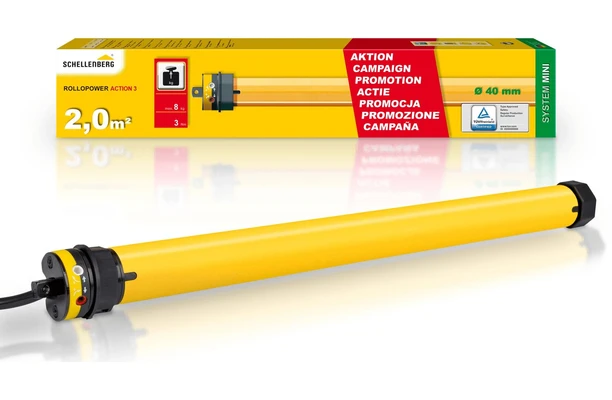 SCHELLENBERG
ROLLOPOWER ACTION 3
2,0m²
8 Kg
3
AKTION
CAMPAIGN
PROMOTION
ACTIE
PROMOCJA
PROMOZIONE
CAMPAÑA
Ø 40 mm
SYSTEM MINI